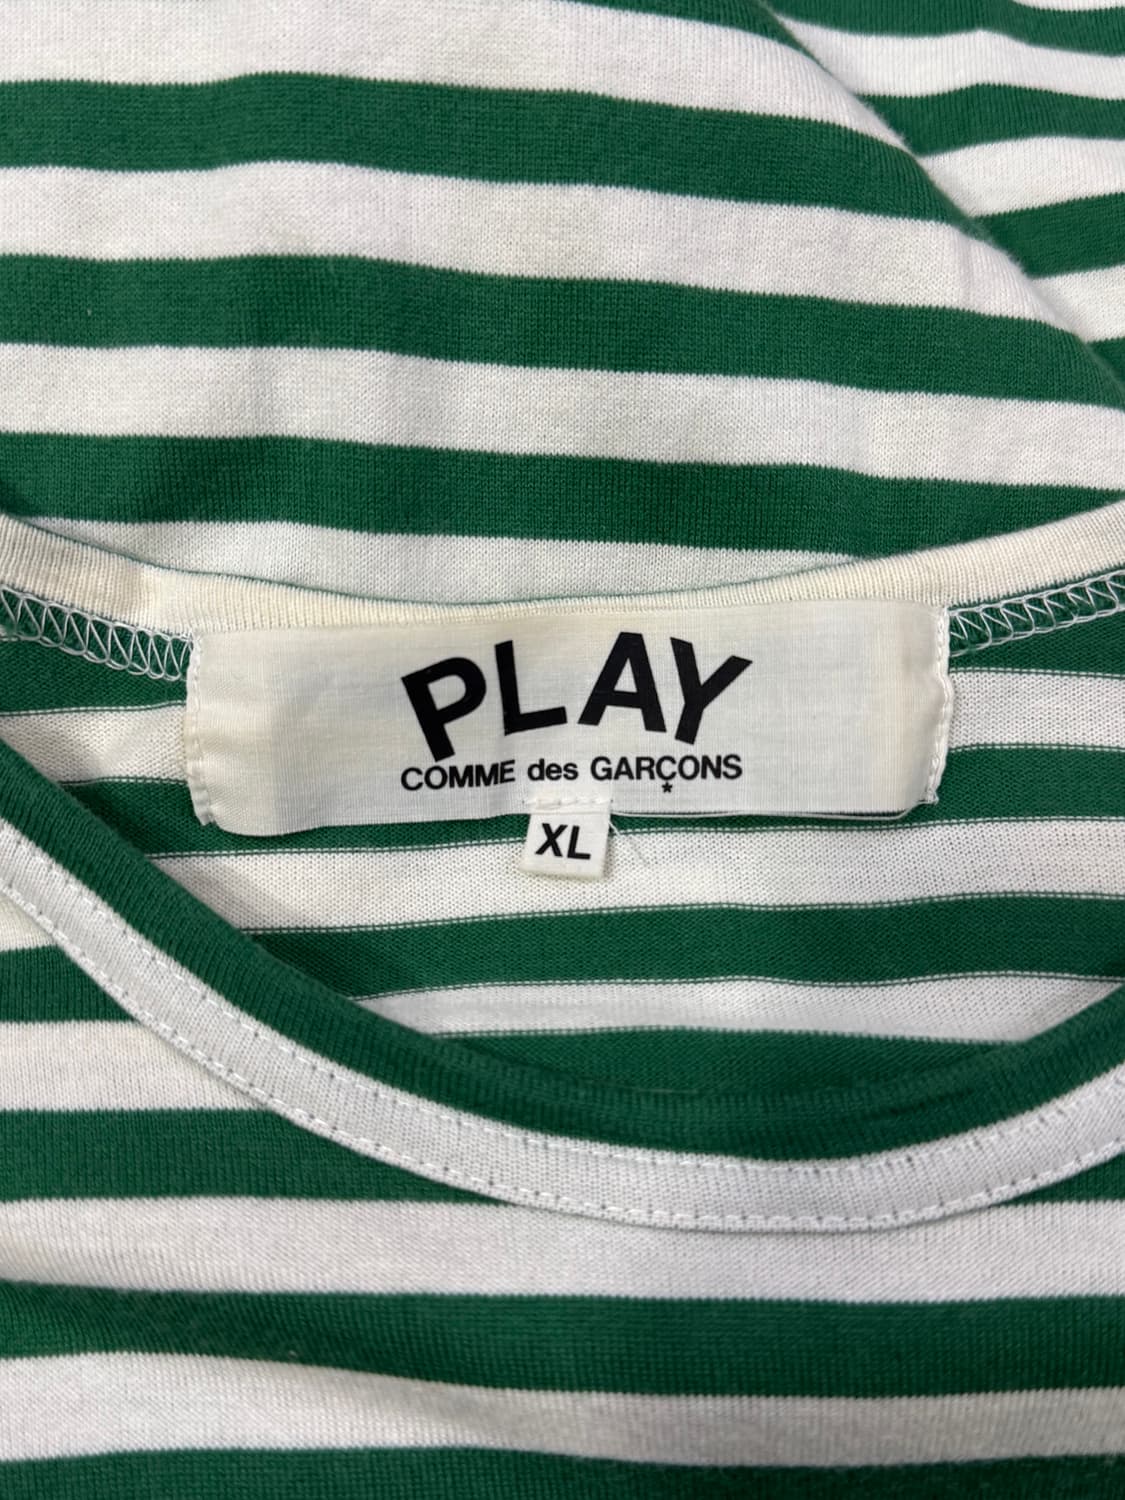 PLAY
COMME des GARÇONS
*
XL